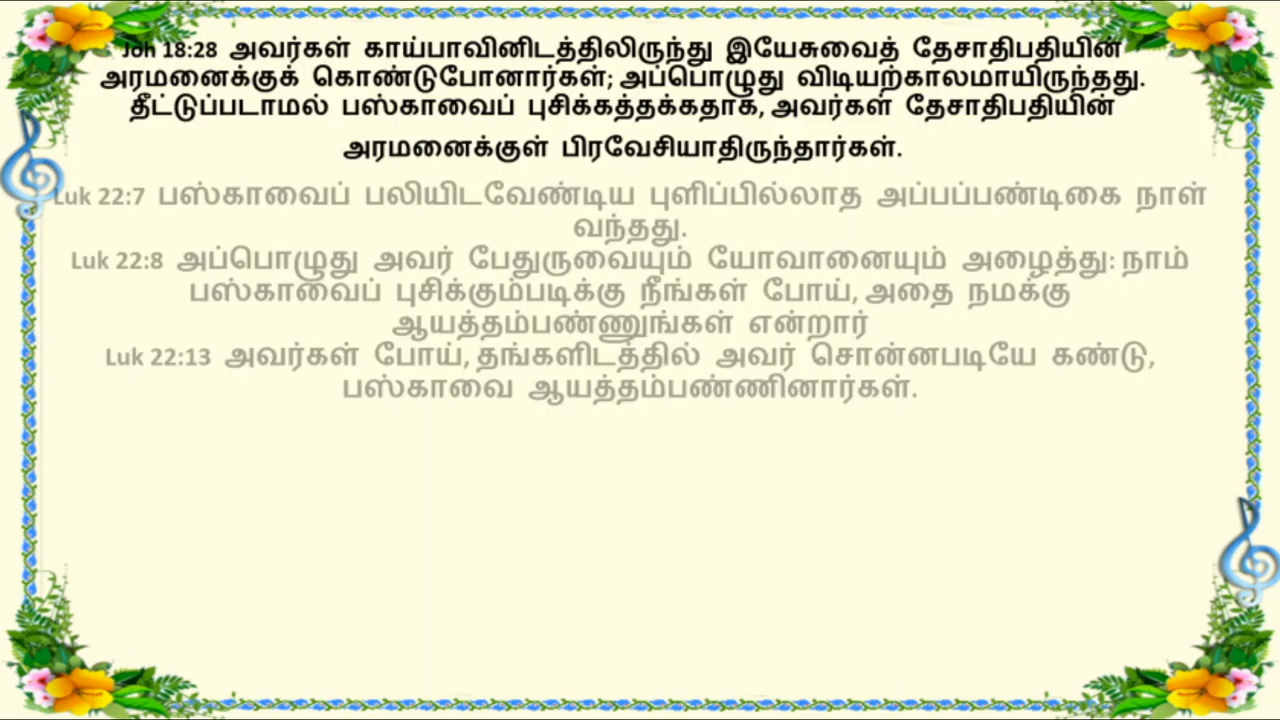 Joh 18:28 அவர்கள் காய்பாவினிடத்திலிருந்து இயேசுவைத் தேசாதிபதியின்
அரமனைக்குக் கொண்டுபோனார்கள்; அப்பொழுது விடியற்காலமாயிருந்தது.
தீட்டுப்படாமல் பஸ்காவைப் புசிக்கத்தக்கதாக, அவர்கள் தேசாதிபதியின்
அரமனைக்குள் பிரவேசியாதிருந்தார்கள்.
Luk 22:7 பஸ்காவைப் பலியிடவேண்டிய புளிப்பில்லாத அப்பப்பண்டிகை நாள்
வந்தது.
Luk 22:8 அப்பொழுது அவர் பேதுருவையும் யோவானையும் அழைத்து: நாம்
பஸ்காவைப் புசிக்கும்படிக்கு நீங்கள் போய், அதை நமக்கு
ஆயத்தம்பண்ணுங்கள் என்றார்
Luk 22:13 அவர்கள் போய், தங்களிடத்தில் அவர் சொன்னபடியே கண்டு,
பஸ்காவை ஆயத்தம்பண்ணினார்கள்.